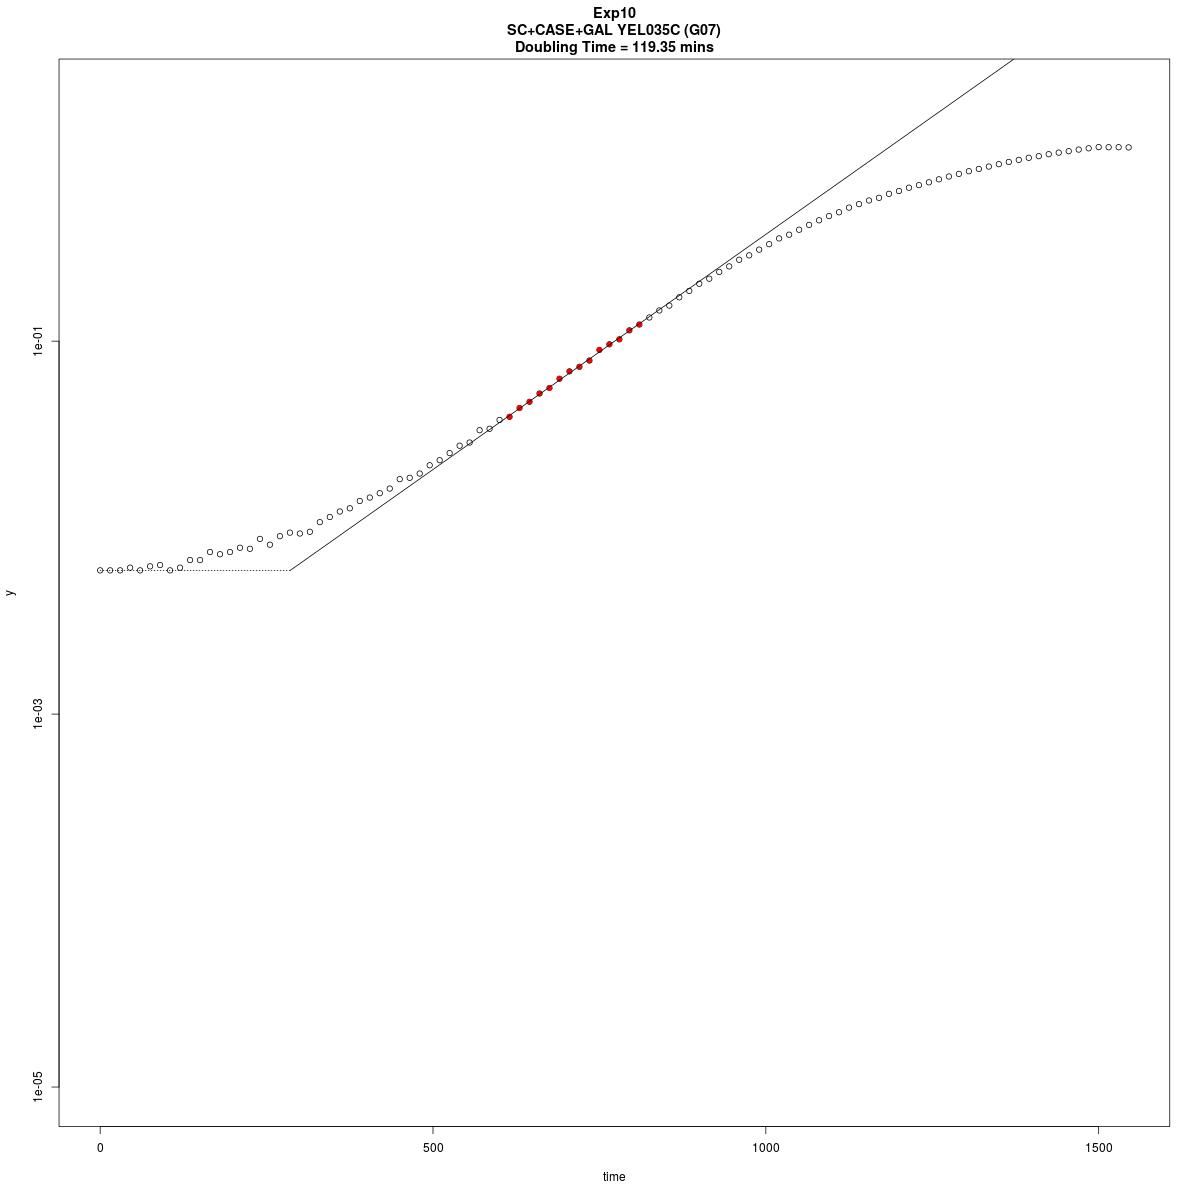 Exp10
SC+CASE+GAL YEL035C (G07)
Doubling Time = 119.35 mins
1e-01
1e-03
1e-05
y
0 500 1000 1500
time